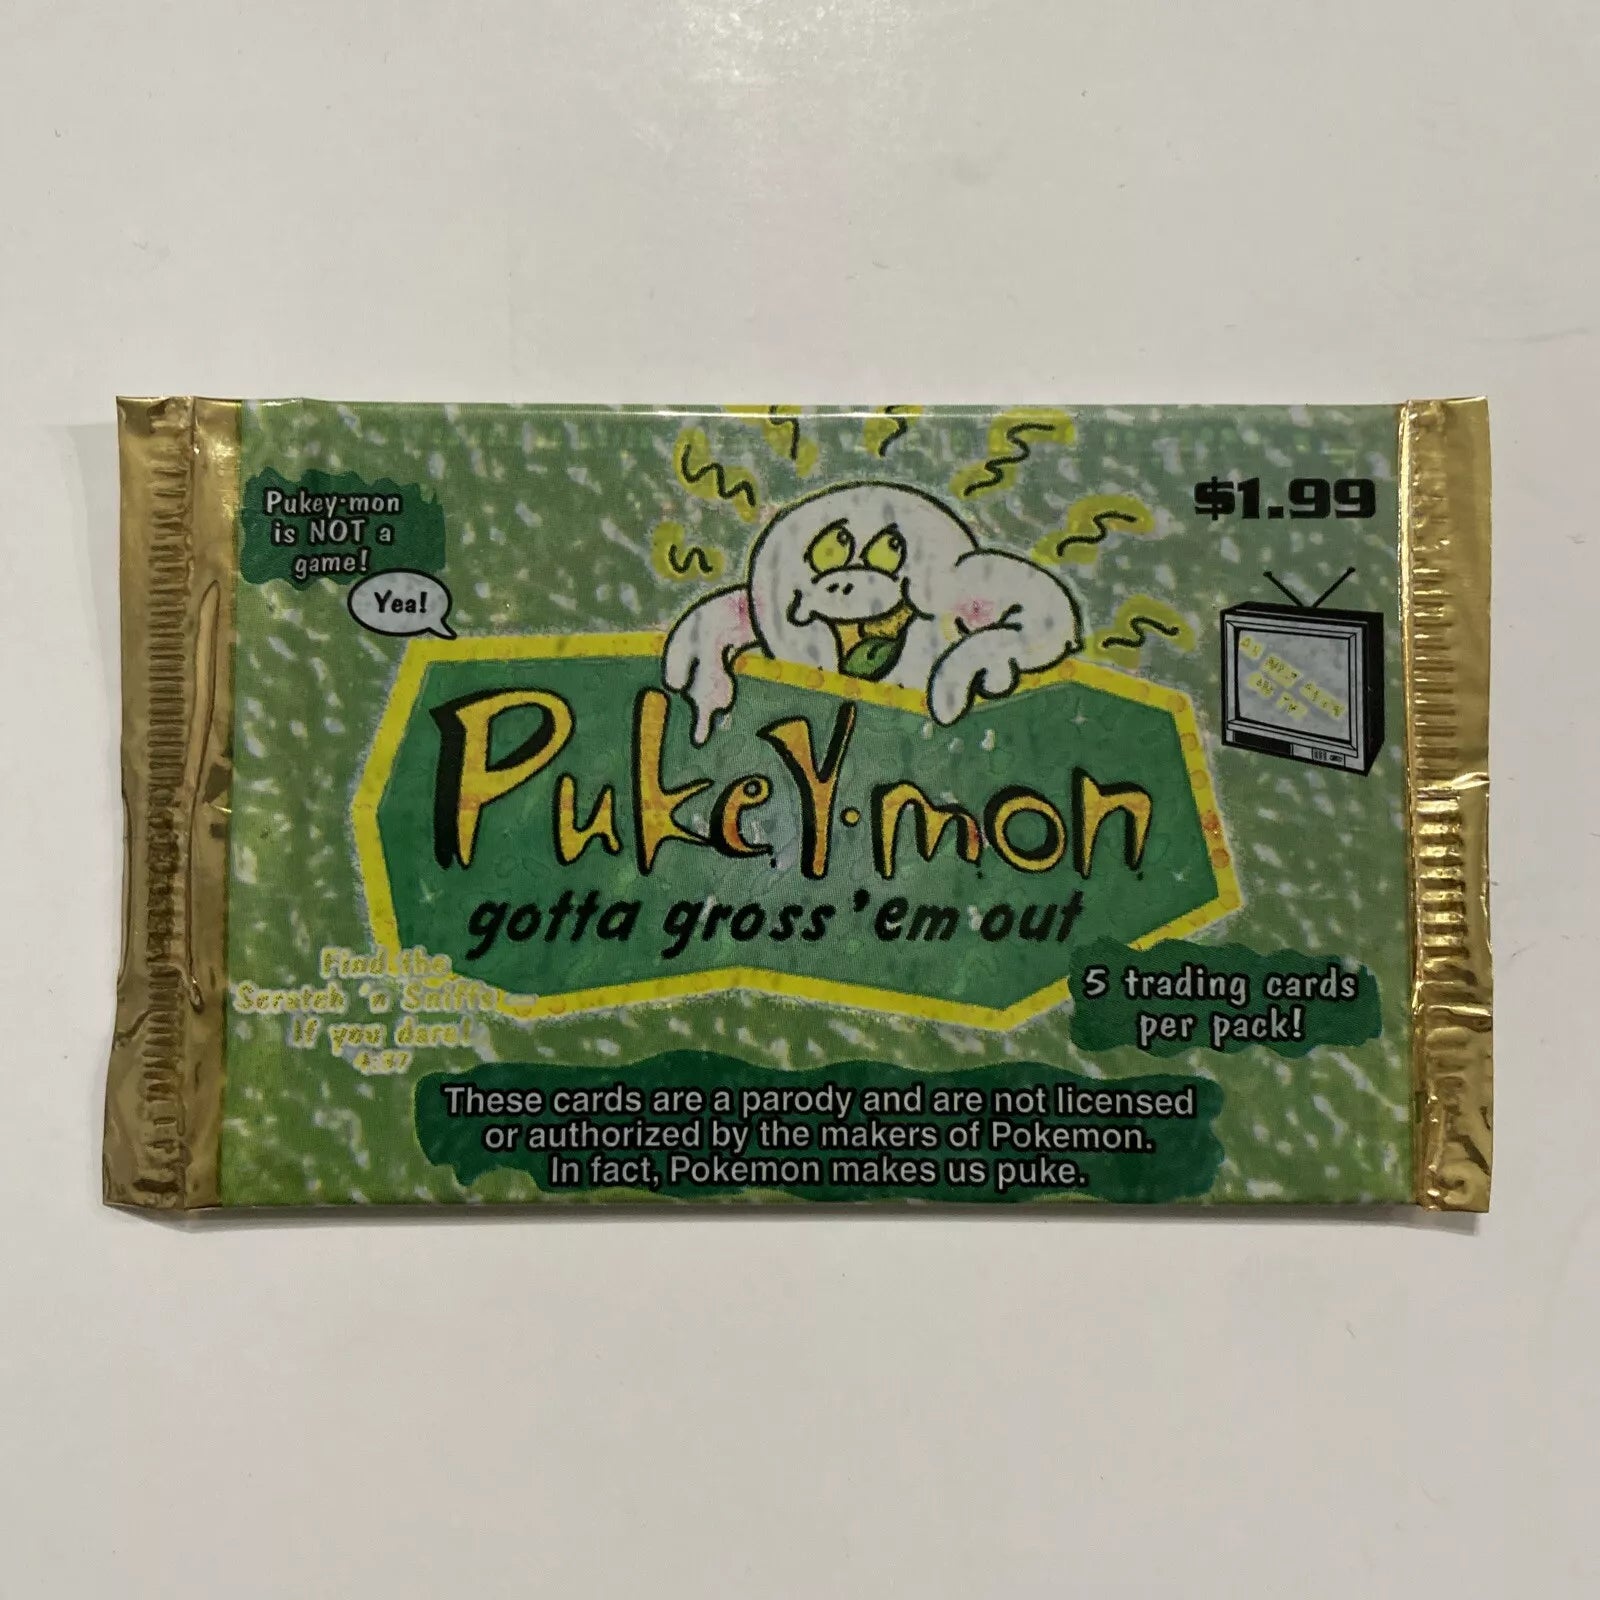 Pukey·mon
is NOT a
game!
Yea!
$1.99
PukeY·mon
gotta gross 'em out
Find the
Scratch 'n Sniffs
If you dare!
5 trading cards
per pack!
These cards are a parody and are not licensed
or authorized by the makers of Pokemon.
In fact, Pokemon makes us puke.